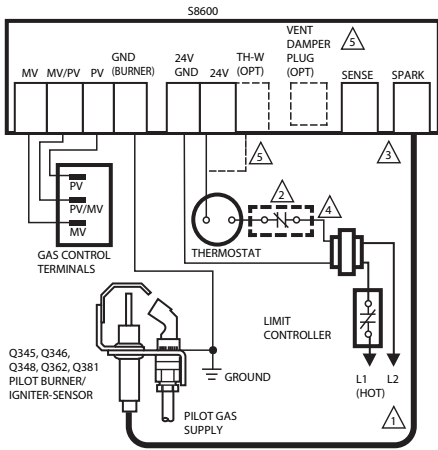 S8600
VENT
DAMPER
PLUG
(OPT)
5
MV
MV/PV
PV
GND
(BURNER)
24V
GND
24V
TH-W
(OPT)
SENSE
SPARK
5
3
2
4
PV
PV/MV
MV
GAS CONTROL
TERMINALS
THERMOSTAT
LIMIT
CONTROLLER
Q345, Q346,
Q348, Q362, Q381
PILOT BURNER/
IGNITER-SENSOR
GROUND
L1
(HOT)
L2
PILOT GAS
SUPPLY
1